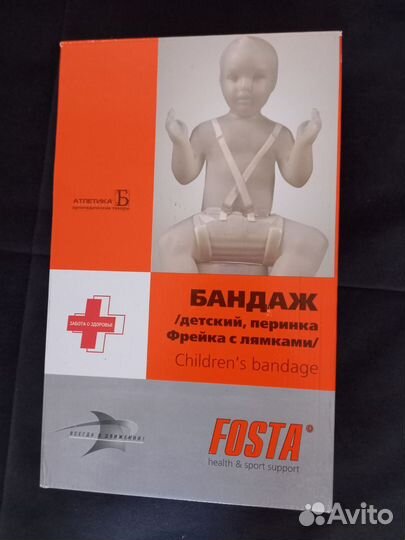 АТЛЕТИКА
ортопедические товары
ЗАБОТА О ЗДОРОВЬЕ
БАНДАЖ
/детский, перинка
Фрейка с лямками/
Children's bandage
ВСЕГДА В ДВИЖЕНИИ!
FOSTA®
health & sport support
Avito